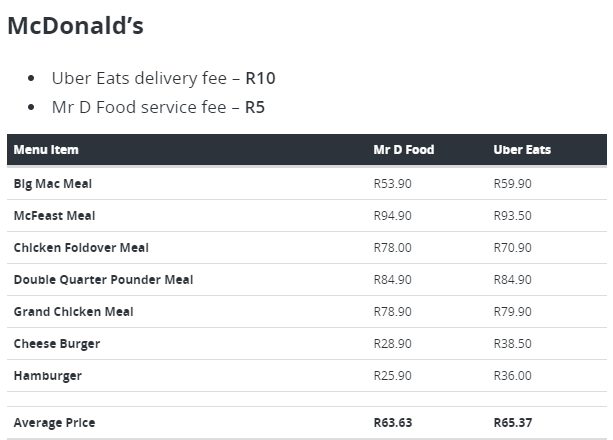 McDonald’s
• Uber Eats delivery fee – R10
• Mr D Food service fee – R5
Menu Item Mr D Food Uber Eats
Big Mac Meal R53.90 R59.90
McFeast Meal R94.90 R93.50
Chicken Foldover Meal R78.00 R70.90
Double Quarter Pounder Meal R84.90 R84.90
Grand Chicken Meal R78.90 R79.90
Cheese Burger R28.90 R38.50
Hamburger R25.90 R36.00
Average Price R63.63 R65.37